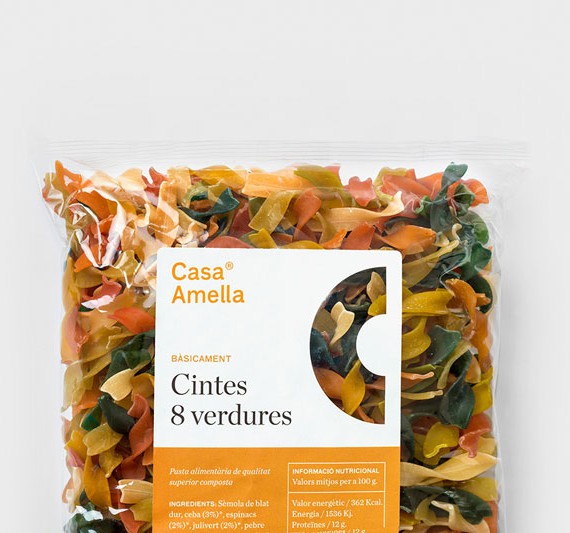 Casa®
Amella
BÀSICAMENT
Cintes
8 verdures
Pasta alimentària de qualitat
superior composta
INGREDIENTS: Sèmola de blat
dur, ceba (3%)*, espinacs
(2%)*, julivert (2%)*, pebre
INFORMACIÓ NUTRICIONAL
Valors mitjos per a 100 g.
Valor energètic / 362 Kcal.
Energia / 1536 Kj.
Proteïnes / 12 g.